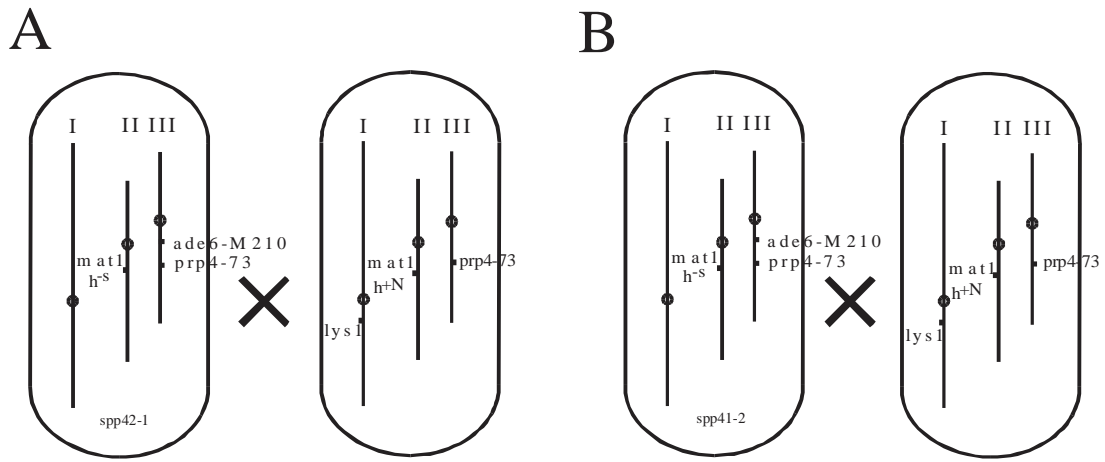 A
B
I II III
mat1
h-s
ade6-M210
prp4-73
spp42-1
I II III
mat1
h+N
prp4-73
lys1
I II III
mat1
h-s
ade6-M210
prp4-73
spp41-2
I II III
mat1
h+N
prp4-73
lys1